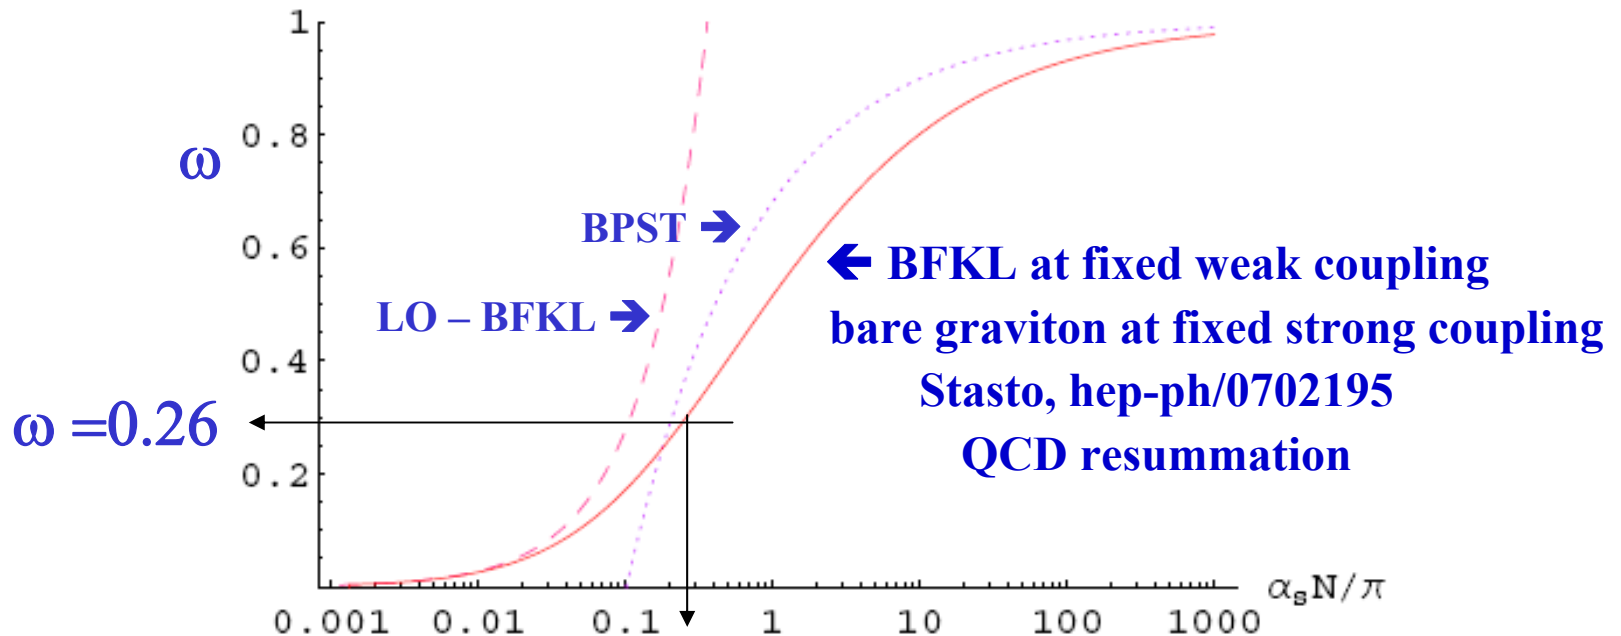 1
0.8
ω
BPST ➔
0.6
🡸 BFKL at fixed weak coupling
LO – BFKL ➔
bare graviton at fixed strong coupling
0.4
Stasto, hep-ph/0702195
ω =0.26
QCD resummation
0.2
αsN/π
0.001 0.01 0.1 1 10 100 1000